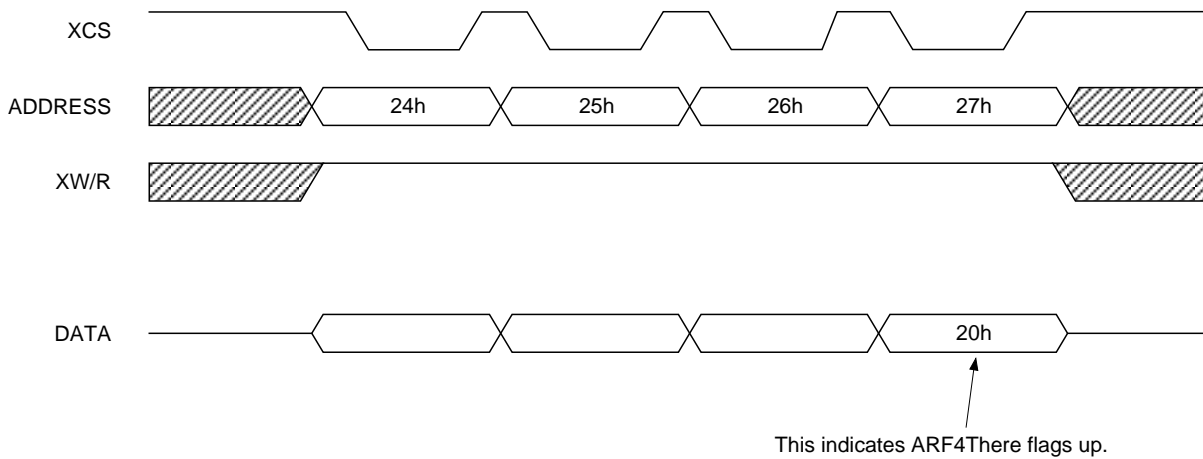 XCS
ADDRESS 24h 25h 26h 27h
XW/R
DATA 20h
This indicates ARF4There flags up.